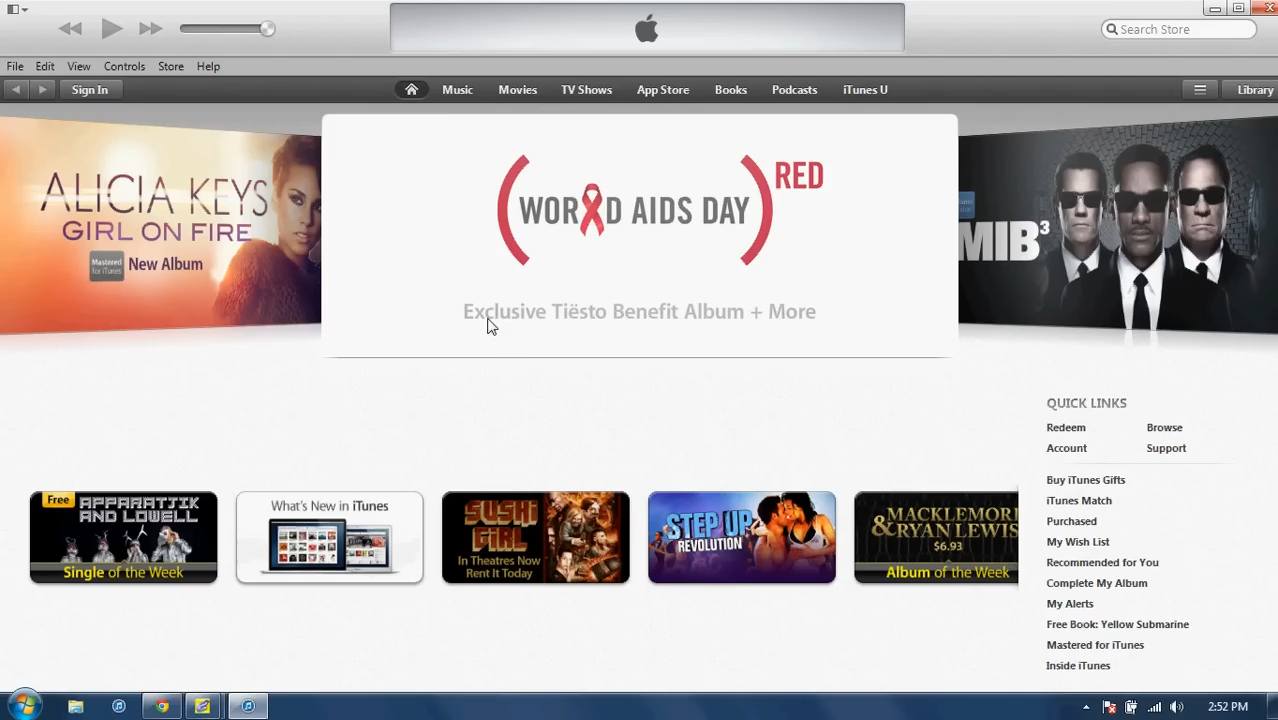 Search Store
File Edit View Controls Store Help
Sign In Music Movies TV Shows App Store Books Podcasts iTunes U Library
ALICIA KEYS
GIRL ON FIRE
Mastered
for iTunes
New Album
WORLD AIDS DAY
RED
Exclusive Tiësto Benefit Album + More
MIB³
QUICK LINKS
Redeem Browse
Account Support
Buy iTunes Gifts
iTunes Match
Purchased
My Wish List
Recommended for You
Complete My Album
My Alerts
Free Book: Yellow Submarine
Mastered for iTunes
Inside iTunes
Free
APPARATJIK
AND LOWELL
Single of the Week
What's New in iTunes
SUSHI
GIRL
In Theatres Now
Rent It Today
STEP UP
REVOLUTION
MACKLEMORE
& RYAN LEWIS
$6.93
Album of the Week
2:52 PM